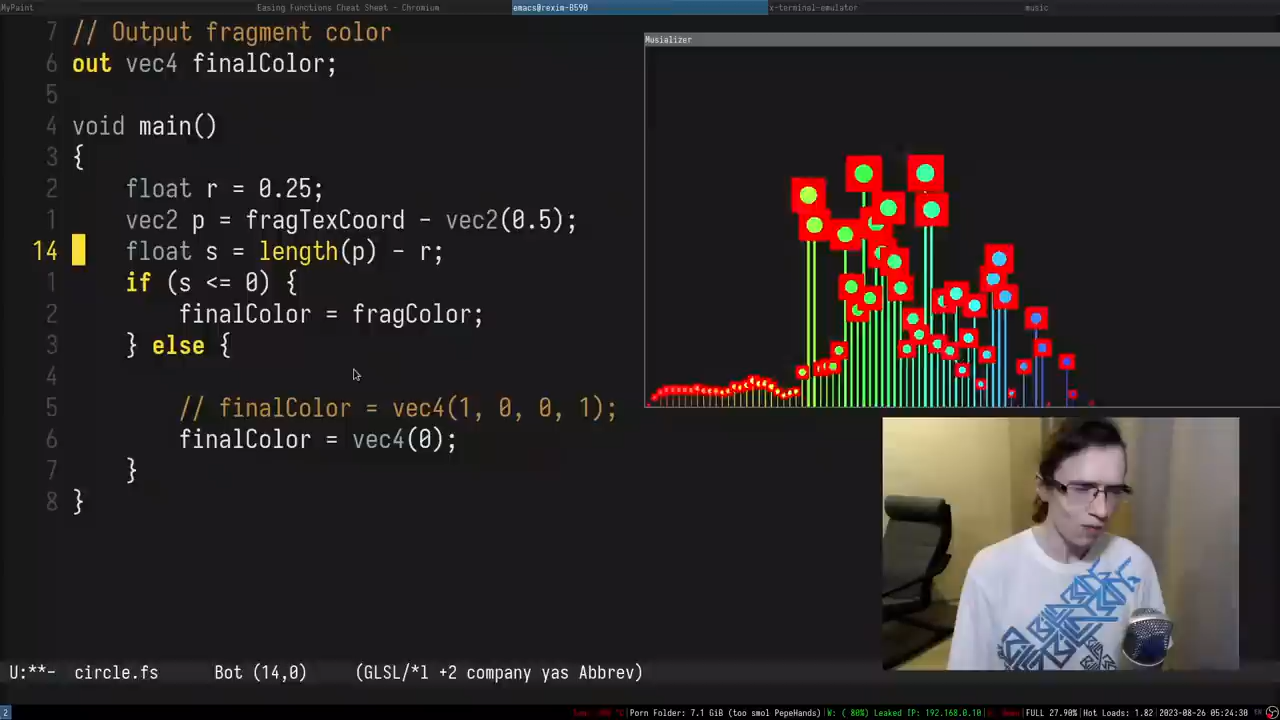 MyPaint
Easing Functions Cheat Sheet - Chromium
emacs@rexim-B590
x-terminal-emulator
music
7 // Output fragment color
6 out vec4 finalColor;
5
4 void main()
3 {
2 float r = 0.25;
1 vec2 p = fragTexCoord - vec2(0.5);
14 float s = length(p) - r;
1 if (s <= 0) {
2 finalColor = fragColor;
3 } else {
4
5 // finalColor = vec4(1, 0, 0, 1);
6 finalColor = vec4(0);
7 }
8 }
Musializer
U:**- circle.fs Bot (14,0) (GLSL/*l +2 company yas Abbrev)
2
Porn Folder: 7.1 GiB (too smol PepeHands) W: ( 80%) Leaked IP: 192.168.0.10 FULL 27.90% Hot Loads: 1.82 2023-08-26 05:24:30